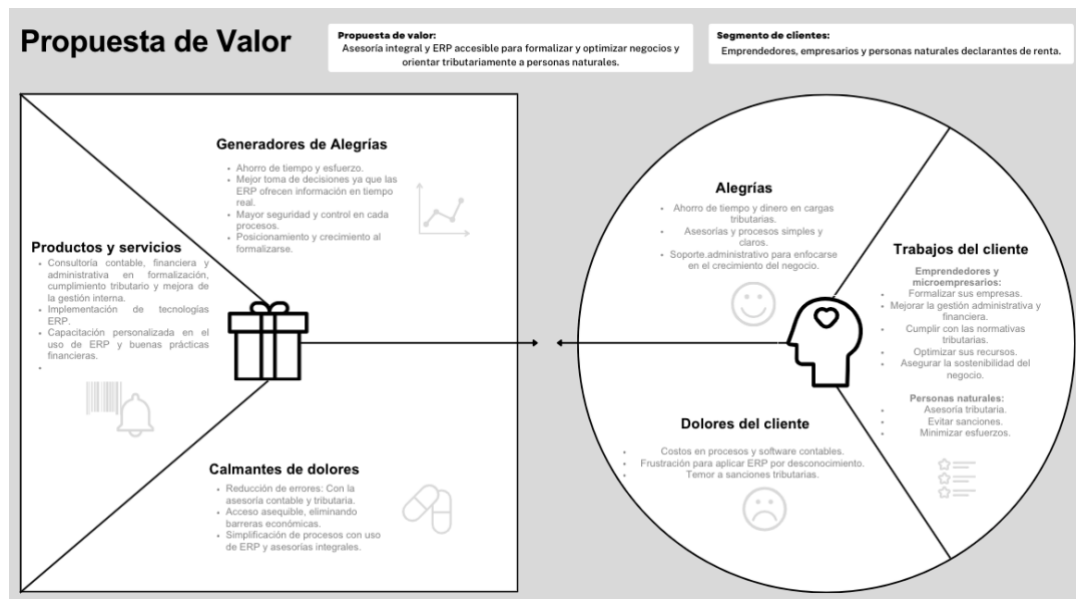 Propuesta de Valor
Propuesta de valor:
Asesoría integral y ERP accesible para formalizar y optimizar negocios y
orientar tributariamente a personas naturales.
Segmento de clientes:
Emprendedores, empresarios y personas naturales declarantes de renta.
Generadores de Alegrías
• Ahorro de tiempo y esfuerzo.
• Mejor toma de decisiones ya que las
ERP ofrecen información en tiempo
real.
• Mayor seguridad y control en cada
procesos.
• Posicionamiento y crecimiento al
formalizarse.
Productos y servicios
• Consultoría contable, financiera y
administrativa en formalización,
cumplimiento tributario y mejora de
la gestión interna.
• Implementación de tecnologías
ERP.
• Capacitación personalizada en el
uso de ERP y buenas prácticas
financieras.
•
Calmantes de dolores
• Reducción de errores: Con la
asesoría contable y tributaria.
• Acceso asequible, eliminando
barreras económicas.
• Simplificación de procesos con uso
de ERP y asesorías integrales.
Alegrías
• Ahorro de tiempo y dinero en cargas
tributarias.
• Asesorías y procesos simples y
claros.
• Soporte.administrativo para enfocarse
en el crecimiento del negocio.
Trabajos del cliente
Emprendedores y
microempresarios:
• Formalizar sus empresas.
• Mejorar la gestión administrativa y
financiera.
• Cumplir con las normativas
tributarias.
• Optimizar sus recursos.
• Asegurar la sostenibilidad del
negocio.
Personas naturales:
• Asesoría tributaria.
• Evitar sanciones.
• Minimizar esfuerzos.
Dolores del cliente
• Costos en procesos y software contables.
• Frustración para aplicar ERP por desconocimiento.
• Temor a sanciones tributarias.